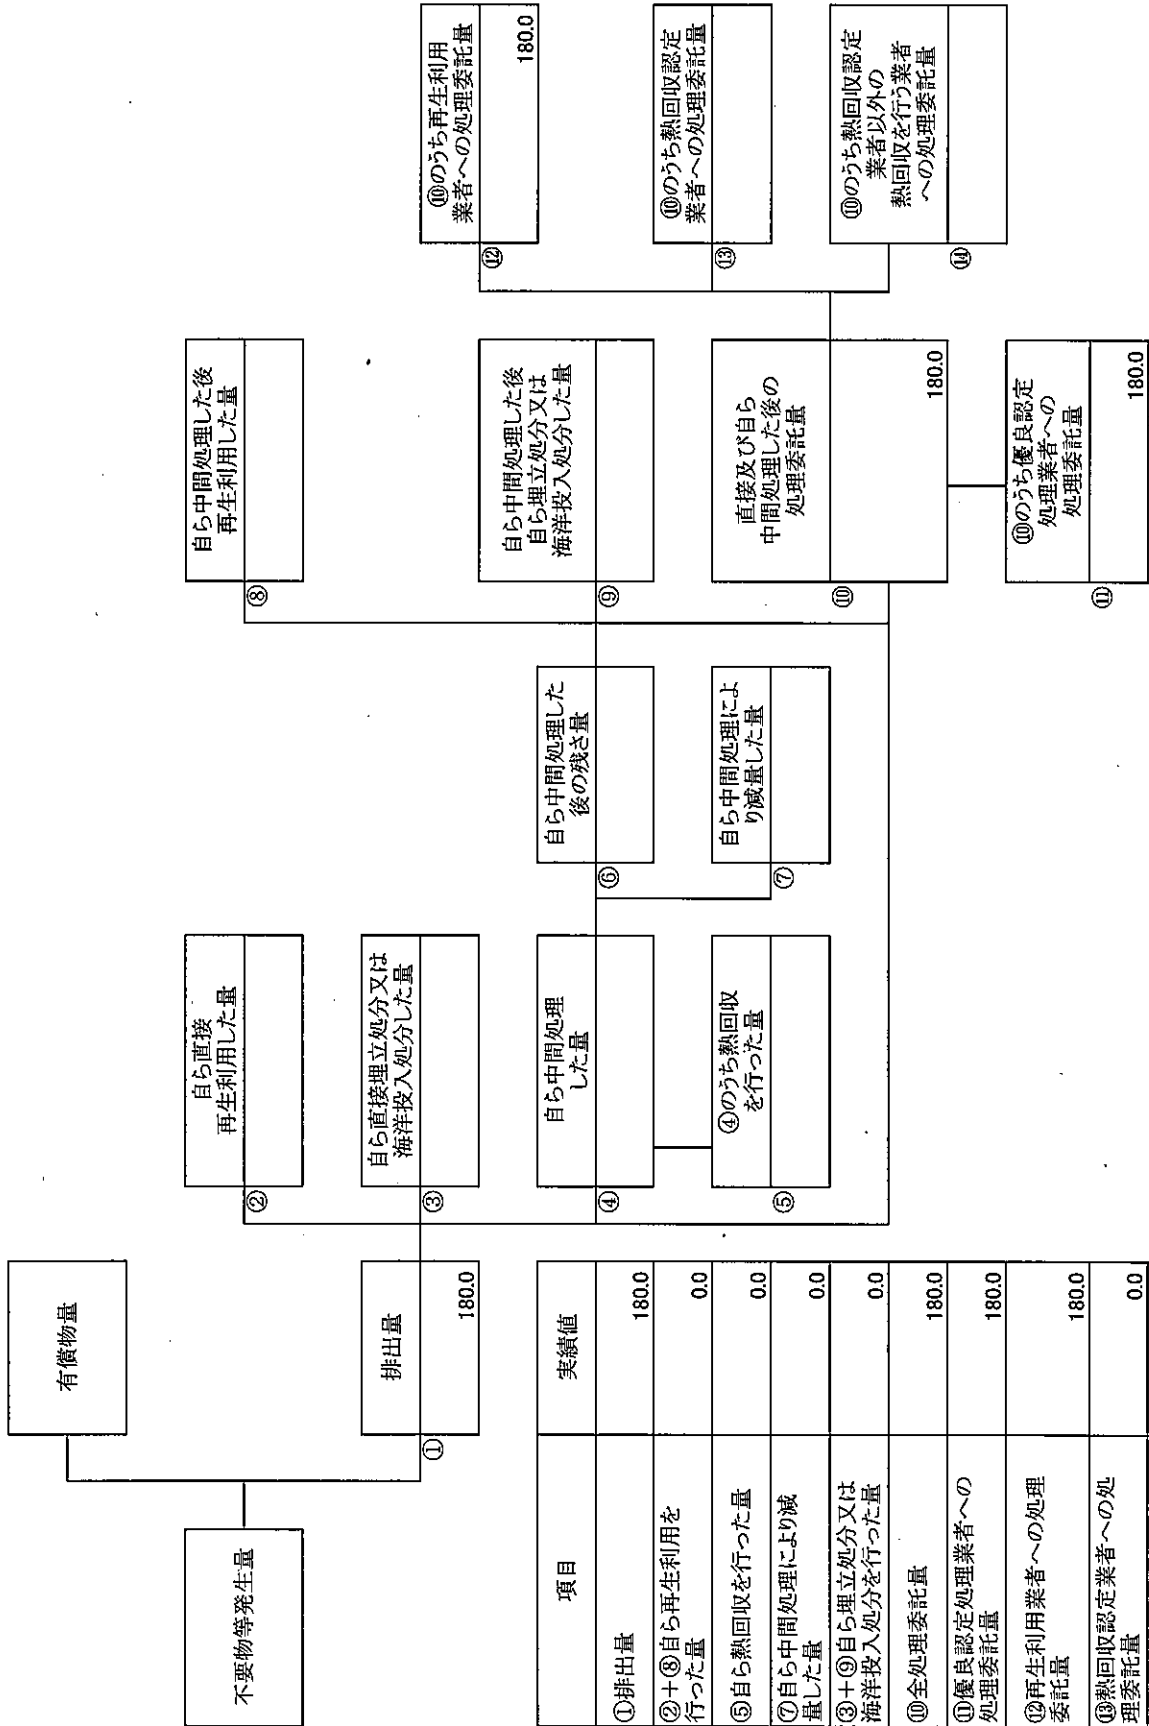 不要物等発生量
有償物量
排出量
①
180.0
自ら直接
再生利用した量
②
自ら直接埋立処分又は
海洋投入処分した量
③
自ら中間処理
した量
④
④のうち熱回収
を行った量
⑤
自ら中間処理した
後の残さ量
⑥
自ら中間処理によ
り減量した量
⑦
自ら中間処理した後
再生利用した量
⑧
自ら中間処理した後
自ら埋立処分又は
海洋投入処分した量
⑨
直接及び自ら
中間処理した後の
処理委託量
⑩
180.0
⑩のうち優良認定
処理業者への
処理委託量
⑪
180.0
⑩のうち再生利用
業者への処理委託量
⑫
180.0
⑩のうち熱回収認定
業者への処理委託量
⑬
⑩のうち熱回収認定
業者以外の
熱回収を行う業者
への処理委託量
⑭
項目 実績値
①排出量 180.0
②+⑧自ら再生利用を
行った量 0.0
⑤自ら熱回収を行った量 0.0
⑦自ら中間処理により減
量した量 0.0
③+⑨自ら埋立処分又は
海洋投入処分を行った量 0.0
⑩全処理委託量 180.0
⑪優良認定処理業者への
処理委託量 180.0
⑫再生利用業者への処理
委託量 180.0
⑬熱回収認定業者への処
理委託量 0.0